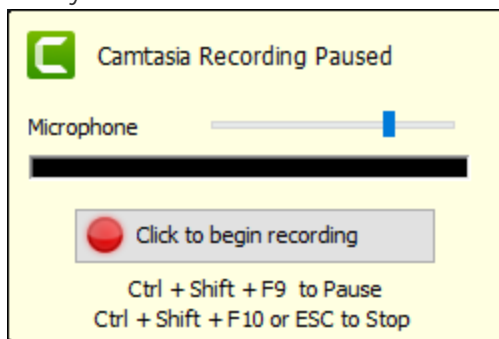 Camtasia Recording Paused
Microphone
Click to begin recording
Ctrl + Shift + F9 to Pause
Ctrl + Shift + F10 or ESC to Stop